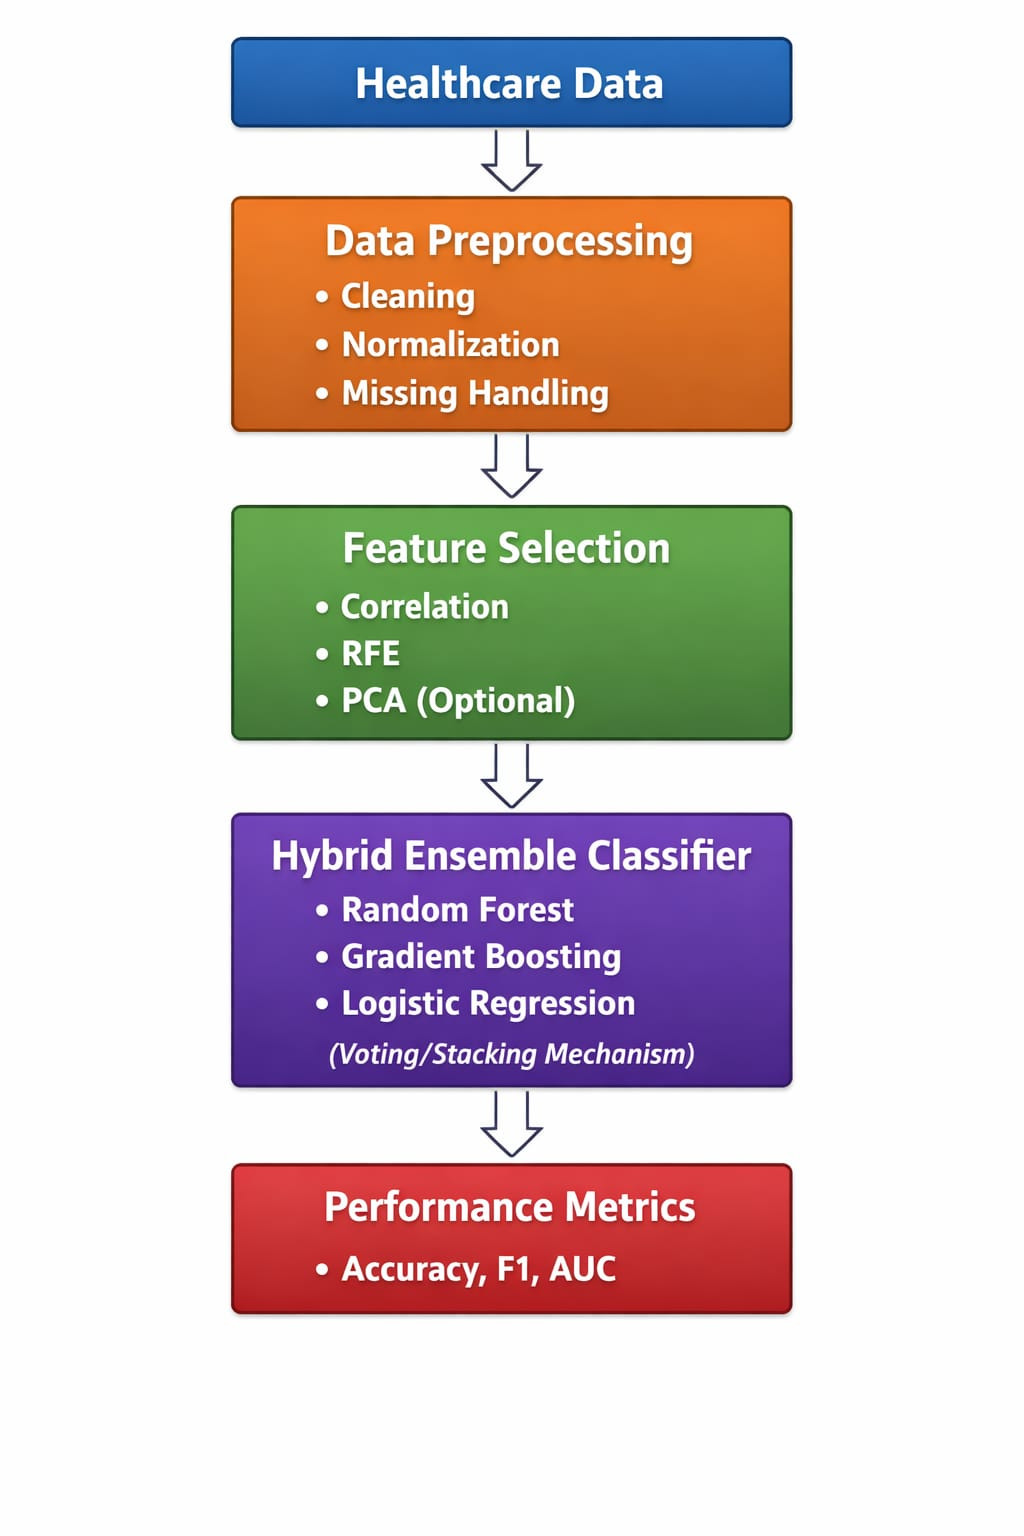 Healthcare Data
Data Preprocessing
• Cleaning
• Normalization
• Missing Handling
Feature Selection
• Correlation
• RFE
• PCA (Optional)
Hybrid Ensemble Classifier
• Random Forest
• Gradient Boosting
• Logistic Regression
(Voting/Stacking Mechanism)
Performance Metrics
• Accuracy, F1, AUC